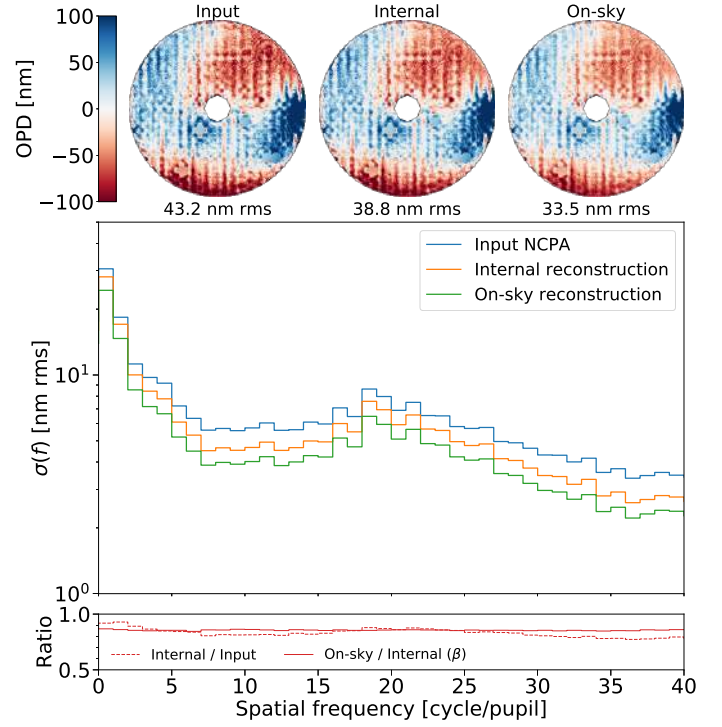 Input Internal On-sky
OPD [nm]
100
50
0
−50
−100
43.2 nm rms 38.8 nm rms 33.5 nm rms
Input NCPA
Internal reconstruction
On-sky reconstruction
σ(f) [nm rms]
10¹
10⁰
Ratio
1.0
0.5
Internal / Input On-sky / Internal (β)
0 5 10 15 20 25 30 35 40
Spatial frequency [cycle/pupil]